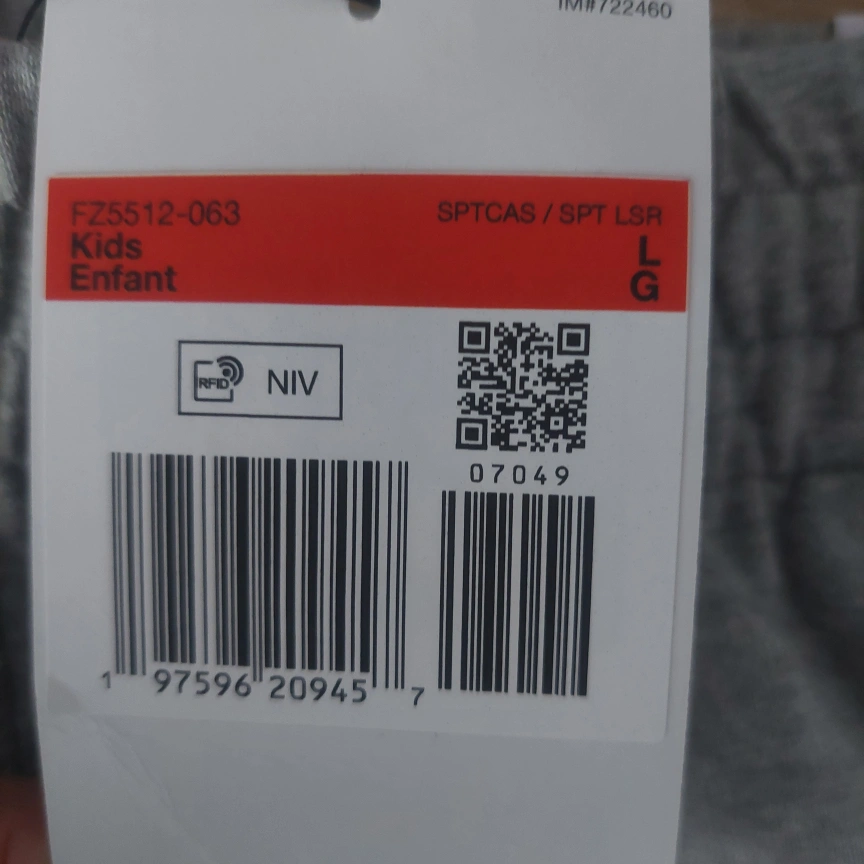 IM#722460
FZ5512-063 SPTCAS / SPT LSR
Kids L
Enfant G
RFID NIV
07049
1 97596 20945 7